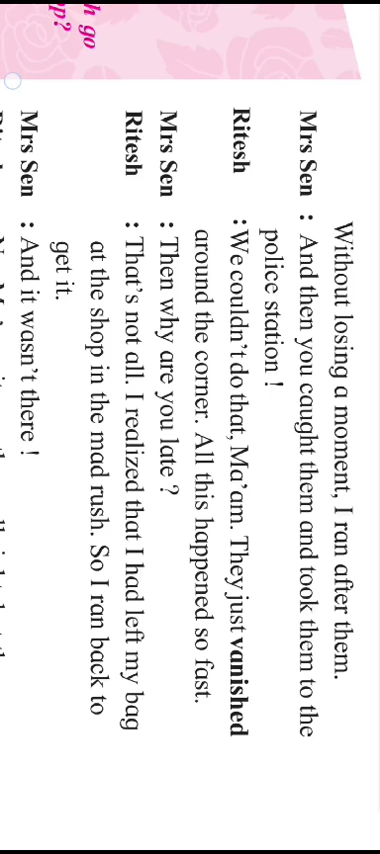 Without losing a moment, I ran after them.
Mrs Sen : And then you caught them and took them to the
police station !
Ritesh : We couldn't do that, Ma'am. They just vanished
around the corner. All this happened so fast.
Mrs Sen : Then why are you late ?
Ritesh : That's not all. I realized that I had left my bag
at the shop in the mad rush. So I ran back to
get it.
Mrs Sen : And it wasn't there !
h go
p?